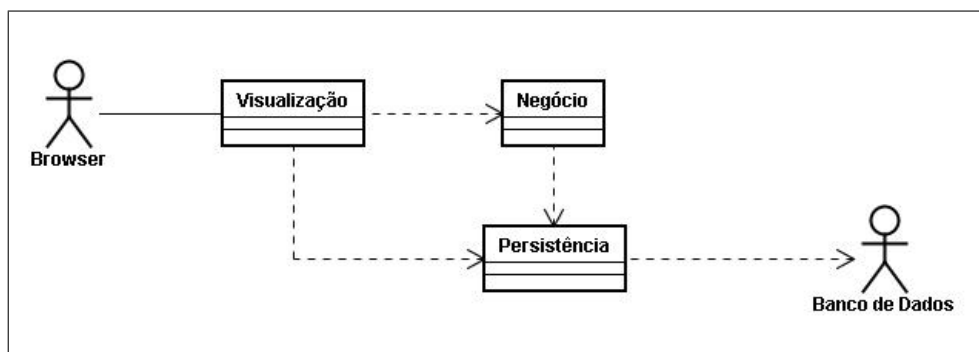 Visualização
Negócio
Browser
Persistência
Banco de Dados